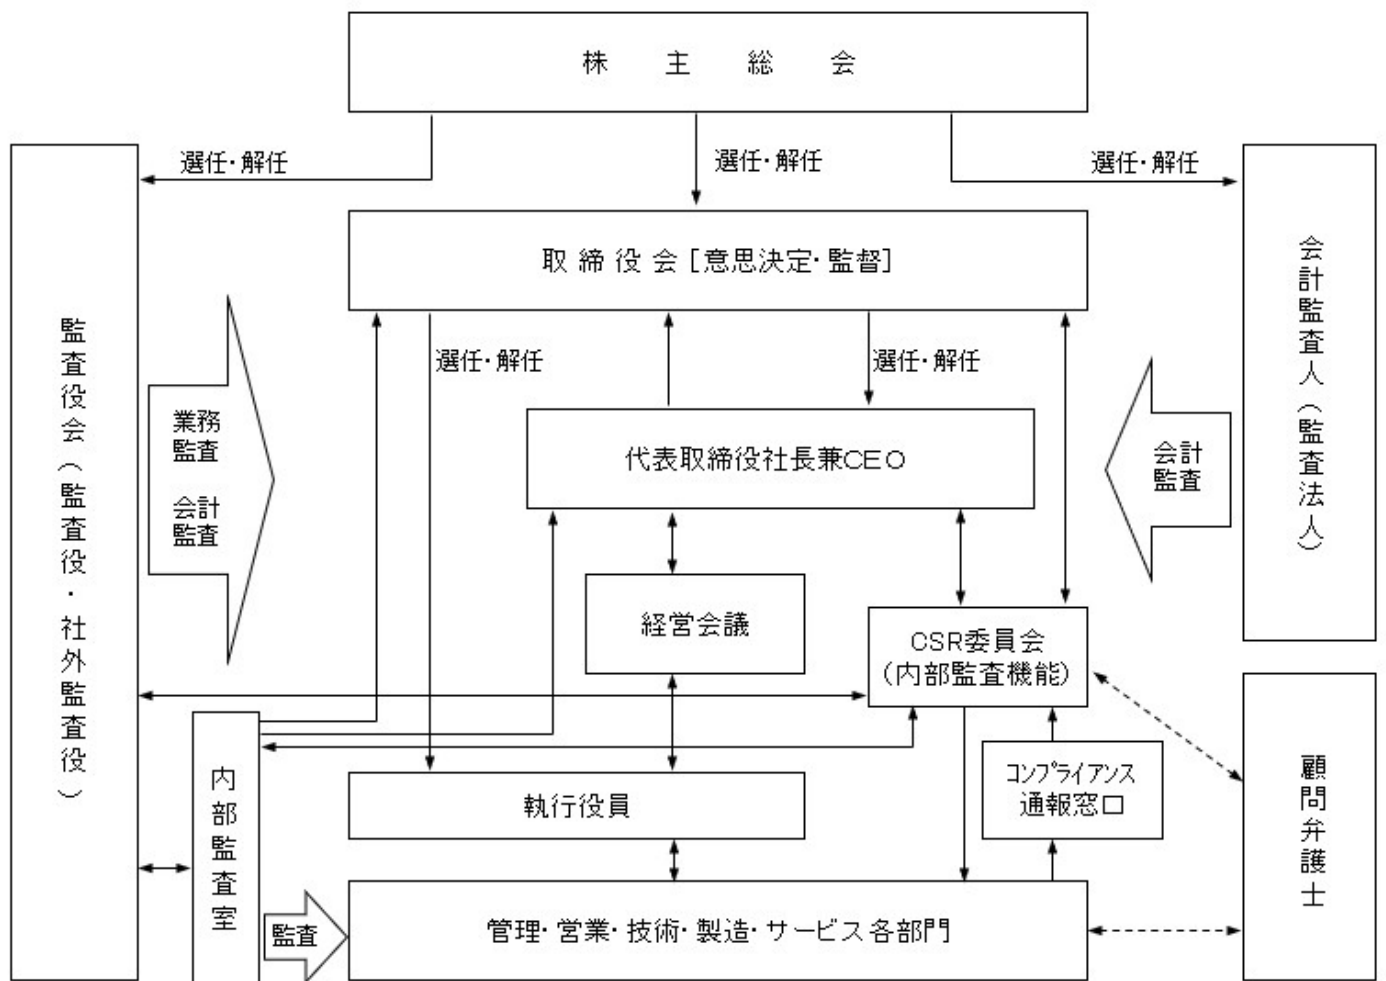 株主総会
選任・解任
選任・解任
選任・解任
取締役会[意思決定・監督]
監査役会（監査役・社外監査役）
会計監査人（監査法人）
業務
監査
会計
監査
選任・解任
選任・解任
会計
監査
代表取締役社長兼CEO
経営会議
CSR委員会
(内部監査機能)
内部監査室
執行役員
コンプライアンス
通報窓口
顧問弁護士
監査
管理・営業・技術・製造・サービス各部門